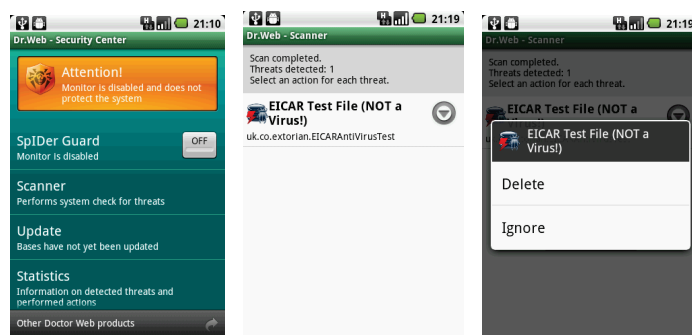 21:10
Dr.Web - Security Center
Attention!
Monitor is disabled and does not
protect the system
SpIDer Guard
Monitor is disabled
OFF
Scanner
Performs system check for threats
Update
Bases have not yet been updated
Statistics
Information on detected threats and
performed actions
Other Doctor Web products
H 21:19
Dr.Web - Scanner
Scan completed.
Threats detected: 1
Select an action for each threat.
EICAR Test File (NOT a
Virus!)
uk.co.extorian.EICARAntiVirusTest
H 21:19
Dr.Web - Scanner
Scan completed.
Threats detected: 1
Select an action for each threat.
EICAR Test File (NOT a
EICAR Test File (NOT a
Virus!)
Delete
Ignore